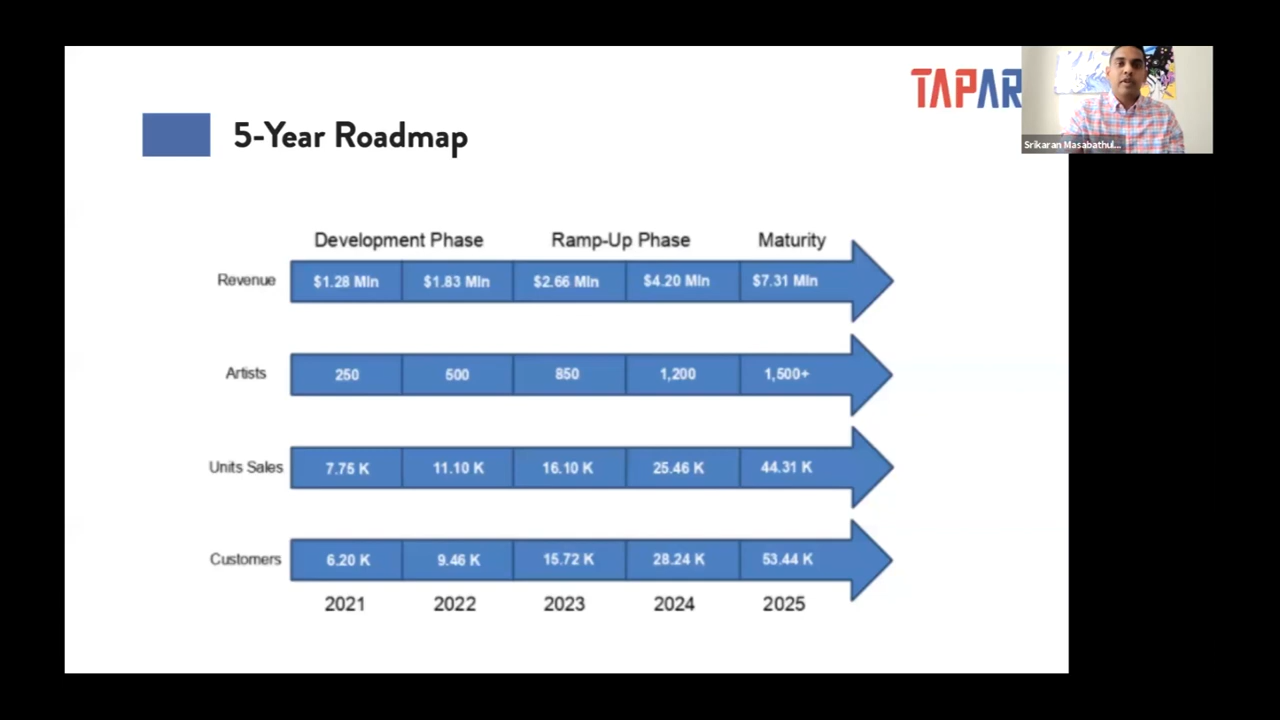 TAPAR
Srikaran Masabathul...
5-Year Roadmap
Development Phase Ramp-Up Phase Maturity
Revenue $1.28 Mln $1.83 Mln $2.66 Mln $4.20 Mln $7.31 Mln
Artists 250 500 850 1,200 1,500+
Units Sales 7.75 K 11.10 K 16.10 K 25.46 K 44.31 K
Customers 6.20 K 9.46 K 15.72 K 28.24 K 53.44 K
2021 2022 2023 2024 2025